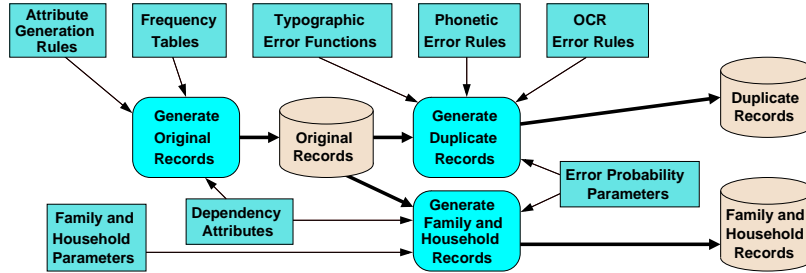 Attribute
Generation Rules
Frequency
Tables
Typographic
Error Functions
Phonetic
Error Rules
OCR
Error Rules
Generate
Original
Records
Original
Records
Generate
Duplicate
Records
Duplicate
Records
Error Probability
Parameters
Dependency
Attributes
Family and
Household
Parameters
Generate
Family and
Household
Records
Family and
Household
Records